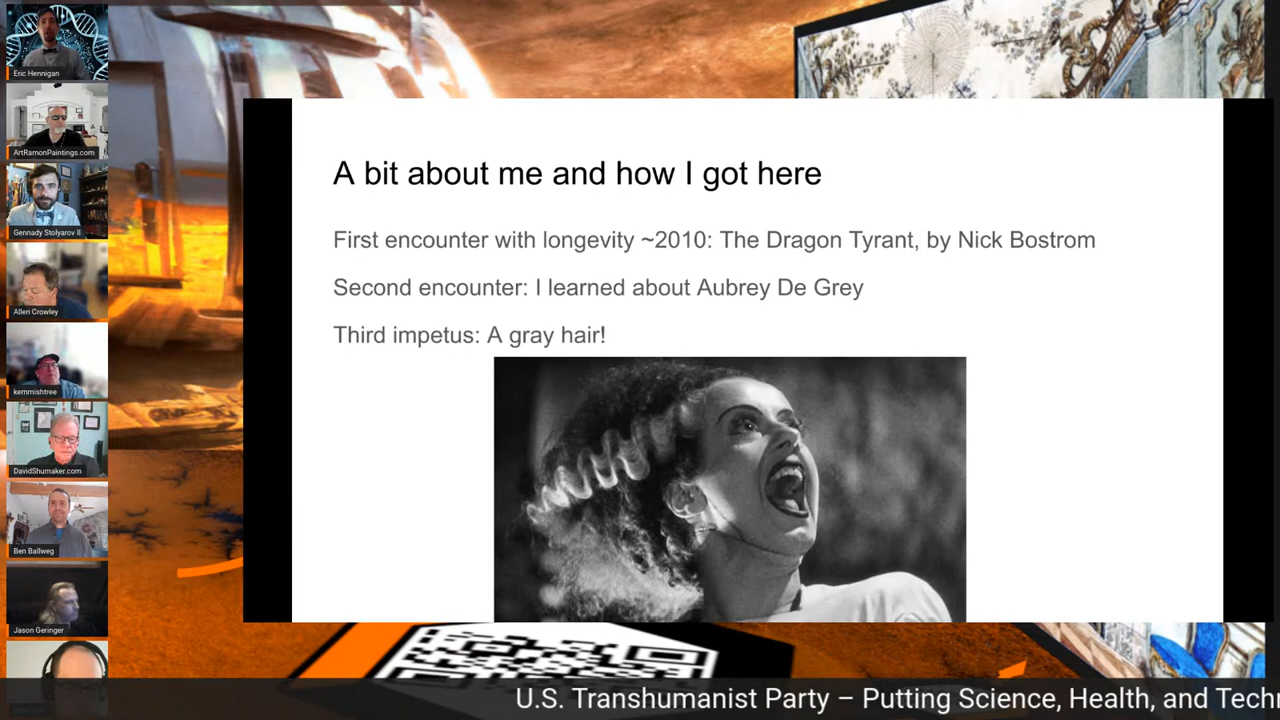 Eric Hennigan
ArtRamonPaintings.com
Gennady Stolyarov II
Allen Crowley
kemmishtree
DavidShumaker.com
Ben Ballweg
Jason Geringer
A bit about me and how I got here
First encounter with longevity ~2010: The Dragon Tyrant, by Nick Bostrom
Second encounter: I learned about Aubrey De Grey
Third impetus: A gray hair!
U.S. Transhumanist Party – Putting Science, Health, and Tech